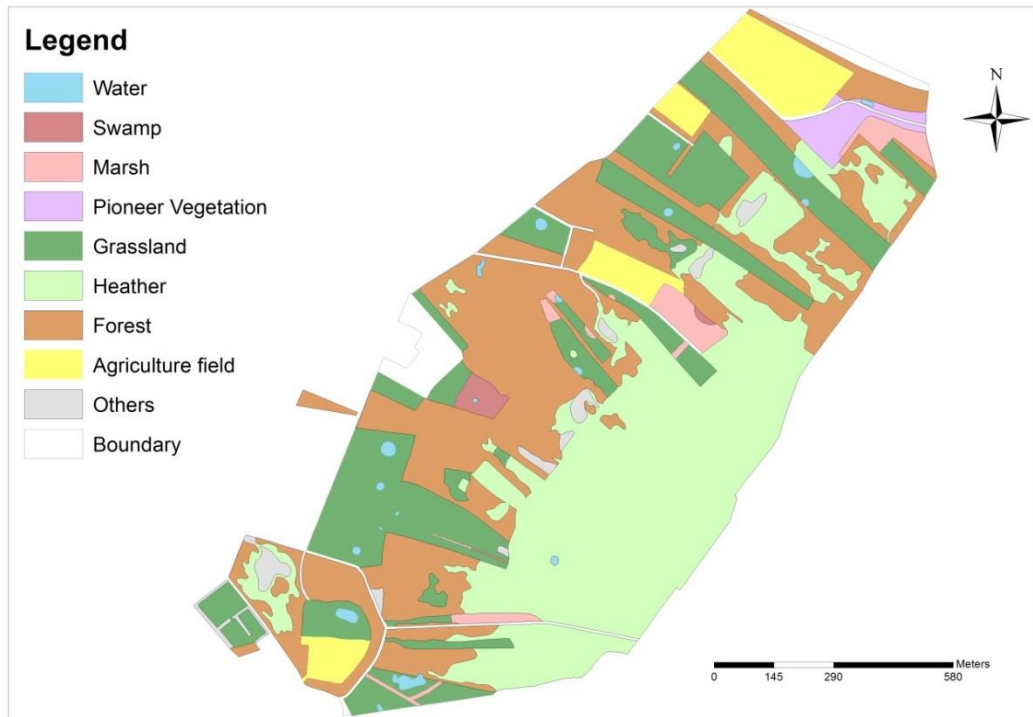 Legend
Water
Swamp
Marsh
Pioneer Vegetation
Grassland
Heather
Forest
Agriculture field
Others
Boundary
N
Meters
0 145 290 580